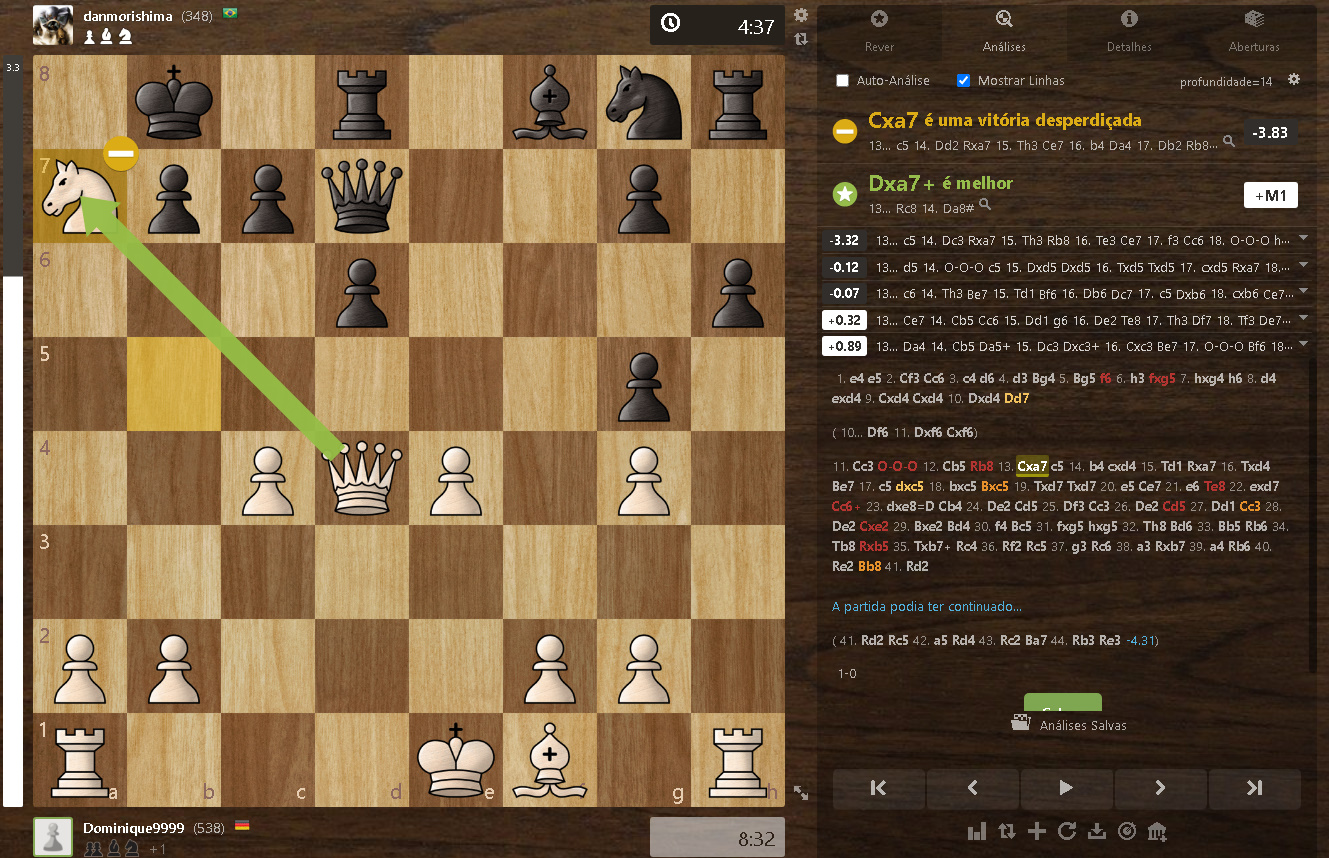 danmorishima (348)
4:37
3.3
8
7
6
5
4
3
2
1
a b c d e f g h
Dominique9999 (538)
+1
8:32
Rever Análises Detalhes Aberturas
Auto-Análise Mostrar Linhas profundidade=14
Cxa7 é uma vitória desperdiçada
-3.83
13... c5 14. Dd2 Rxa7 15. Th3 Ce7 16. b4 Da4 17. Db2 Rb8...
Dxa7+ é melhor
+M1
13... Rc8 14. Da8#
-3.32 13... c5 14. Dc3 Rxa7 15. Th3 Rb8 16. Te3 Ce7 17. f3 Cc6 18. O-O-O h...
-0.12 13... d5 14. O-O-O c5 15. Dxd5 Dxd5 16. Txd5 Txd5 17. cxd5 Rxa7 18....
-0.07 13... c6 14. Th3 Be7 15. Td1 Bf6 16. Db6 Dc7 17. c5 Dxb6 18. cxb6 Ce7...
+0.32 13... Ce7 14. Cb5 Cc6 15. Dd1 g6 16. De2 Te8 17. Th3 Df7 18. Tf3 De7...
+0.89 13... Da4 14. Cb5 Da5+ 15. Dc3 Dxc3+ 16. Cxc3 Be7 17. O-O-O Bf6 18...
1. e4 e5 2. Cf3 Cc6 3. c4 d6 4. d3 Bg4 5. Bg5 f6 6. h3 fxg5 7. hxg4 h6 8. d4
exd4 9. Cxd4 Cxd4 10. Dxd4 Dd7
( 10... Df6 11. Dxf6 Cxf6)
11. Cc3 O-O-O 12. Cb5 Rb8 13. Cxa7 c5 14. b4 cxd4 15. Td1 Rxa7 16. Txd4
Be7 17. c5 dxc5 18. bxc5 Bxc5 19. Txd7 Txd7 20. e5 Ce7 21. e6 Te8 22. exd7
Cc6+ 23. dxe8=D Cb4 24. De2 Cd5 25. Df3 Cc3 26. De2 Cd5 27. Dd1 Cc3 28.
De2 Cxe2 29. Bxe2 Bd4 30. f4 Bc5 31. fxg5 hxg5 32. Th8 Bd6 33. Bb5 Rb6 34.
Tb8 Rxb5 35. Txb7+ Rc4 36. Rf2 Rc5 37. g3 Rc6 38. a3 Rxb7 39. a4 Rb6 40.
Re2 Bb8 41. Rd2
A partida podia ter continuado...
( 41. Rd2 Rc5 42. a5 Rd4 43. Rc2 Ba7 44. Rb3 Re3 -4.31)
1-0
Análises Salvas